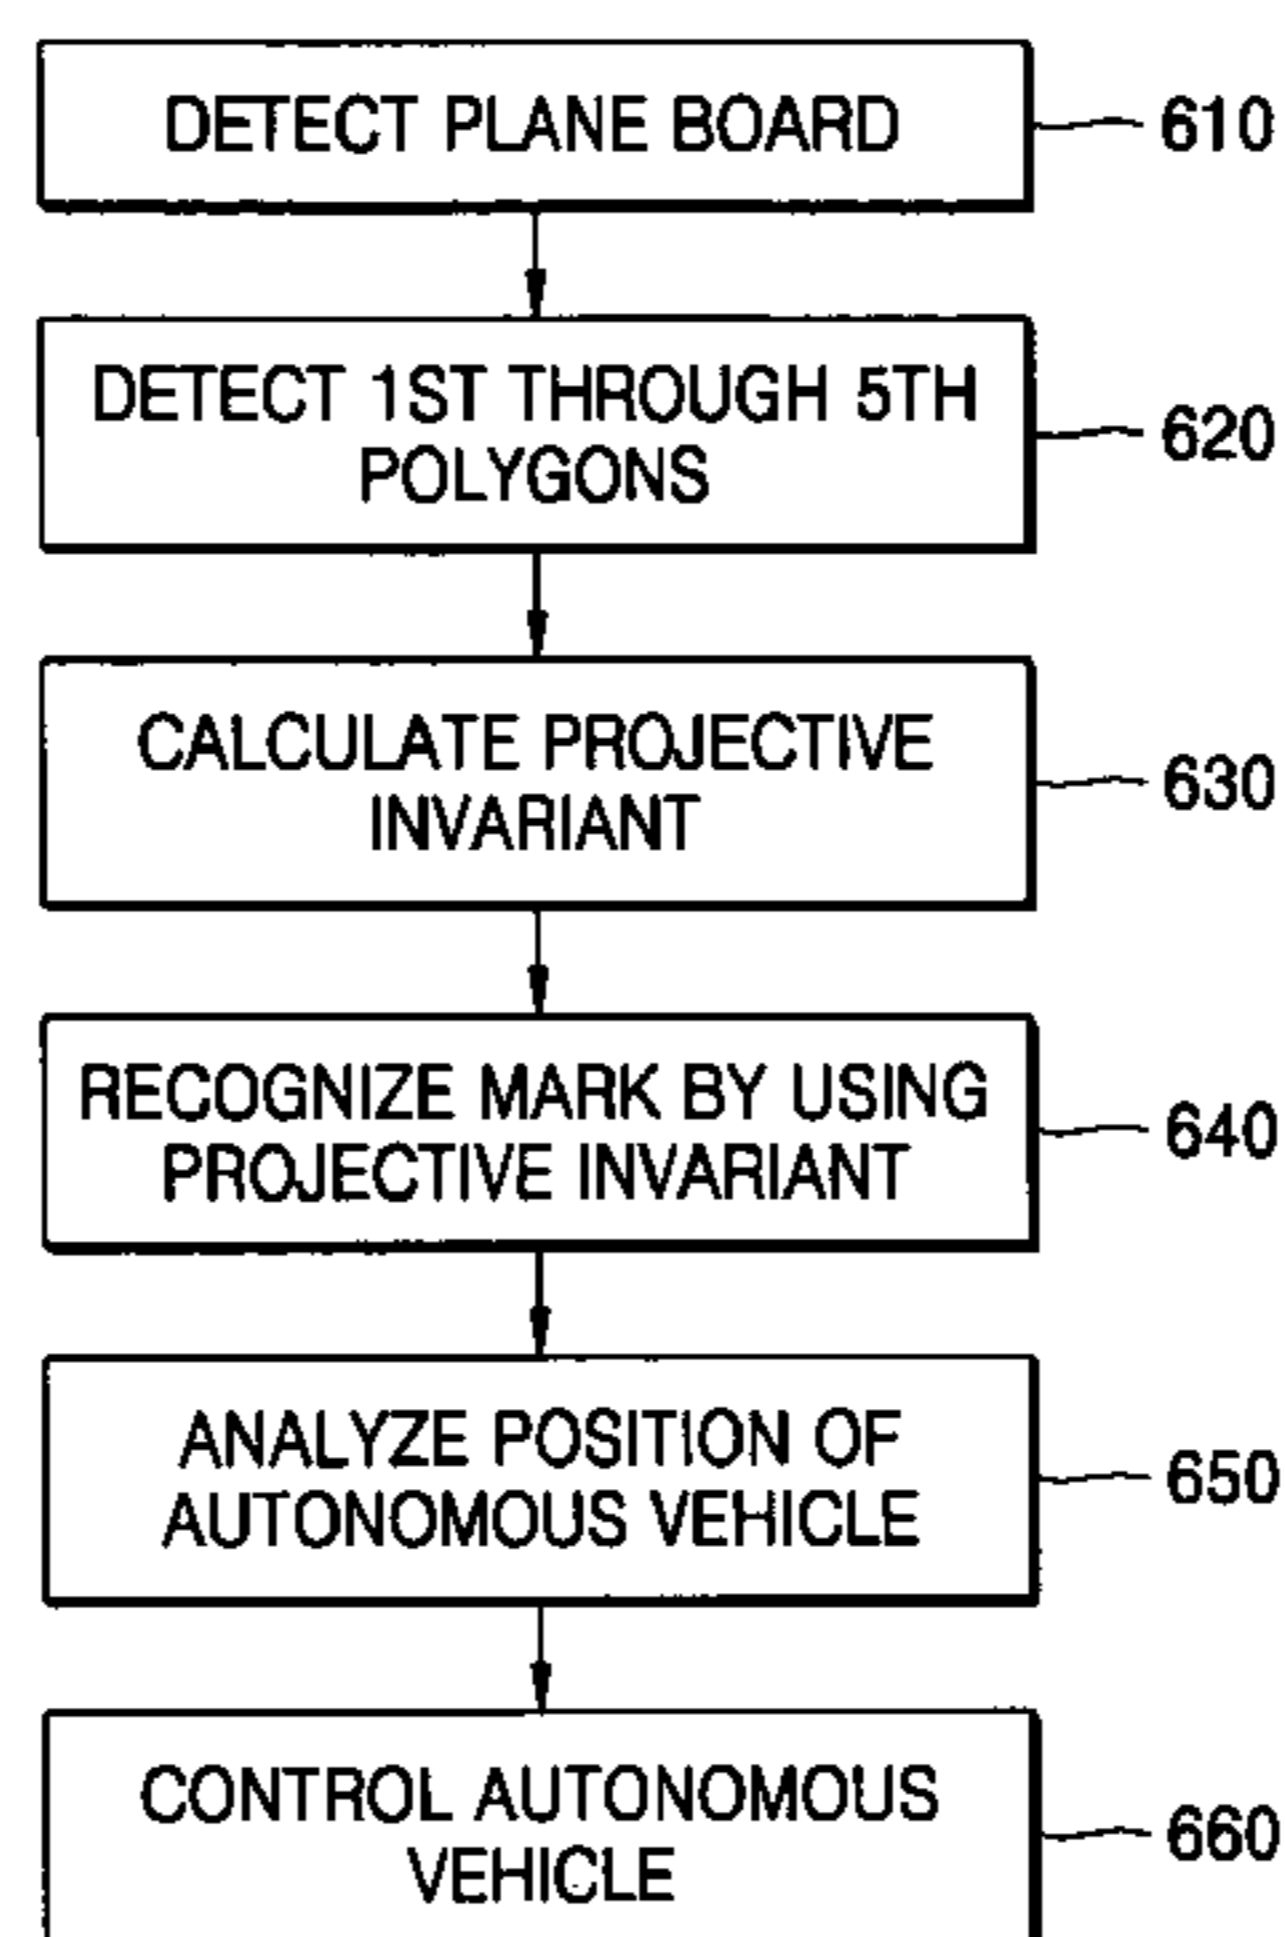 DETECT PLANE BOARD
610
DETECT 1ST THROUGH 5TH
POLYGONS
620
CALCULATE PROJECTIVE
INVARIANT
630
RECOGNIZE MARK BY USING
PROJECTIVE INVARIANT
640
ANALYZE POSITION OF
AUTONOMOUS VEHICLE
650
CONTROL AUTONOMOUS
VEHICLE
660